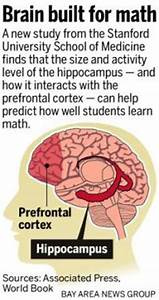 Brain built for math
A new study from the Stanford
University School of Medicine
finds that the size and activity
level of the hippocampus — and
how it interacts with the
prefrontal cortex — can help
predict how well students learn
math.
Prefrontal
cortex
Hippocampus
Sources: Associated Press,
World Book
BAY AREA NEWS GROUP